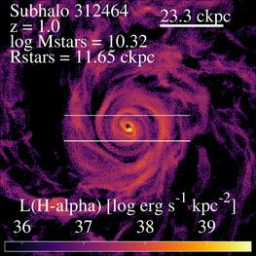 Subhalo 312464
z = 1.0
23.3 ckpc
log Mstars = 10.32
Rstars = 11.65 ckpc
L(H-alpha) [log erg s⁻¹ kpc⁻²]
36 37 38 39